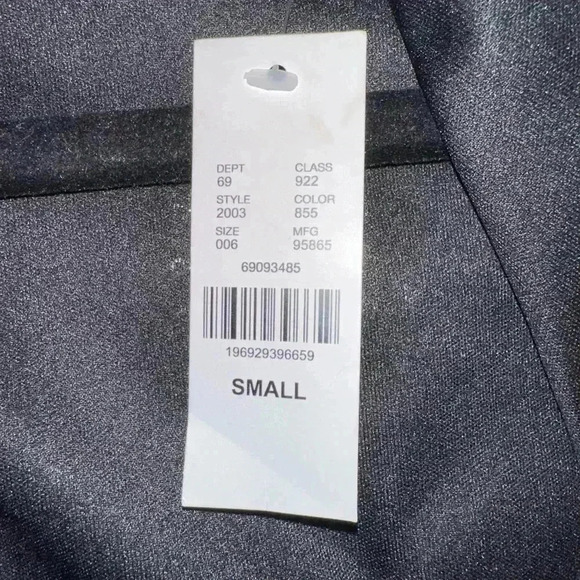 DEPT CLASS
69 922
STYLE COLOR
2003 855
SIZE MFG
006 95865
69093485
196929396659
SMALL